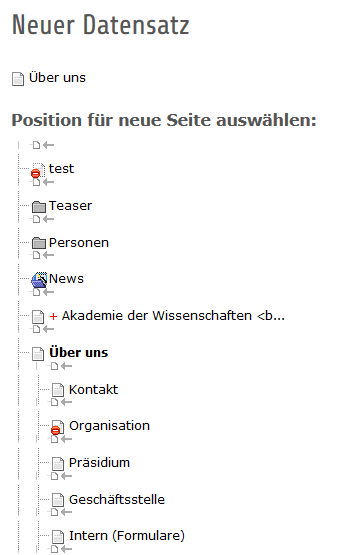 Neuer Datensatz
Über uns
Position für neue Seite auswählen:
test
Teaser
Personen
News
+ Akademie der Wissenschaften <b...
Über uns
Kontakt
Organisation
Präsidium
Geschäftsstelle
Intern (Formulare)